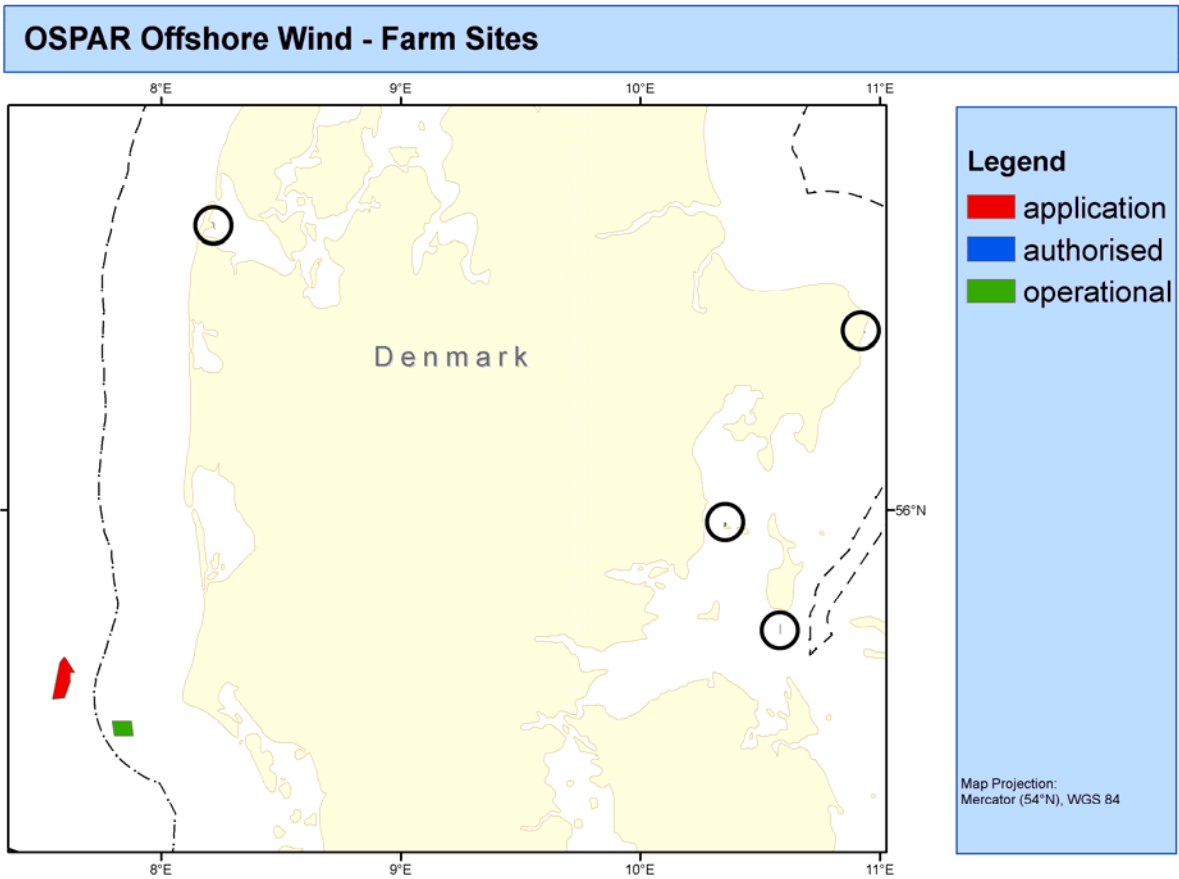 OSPAR Offshore Wind - Farm Sites
8°E 9°E 10°E 11°E
Legend
application
authorised
operational
Denmark
56°N
Map Projection:
Mercator (54°N), WGS 84
8°E 9°E 10°E 11°E